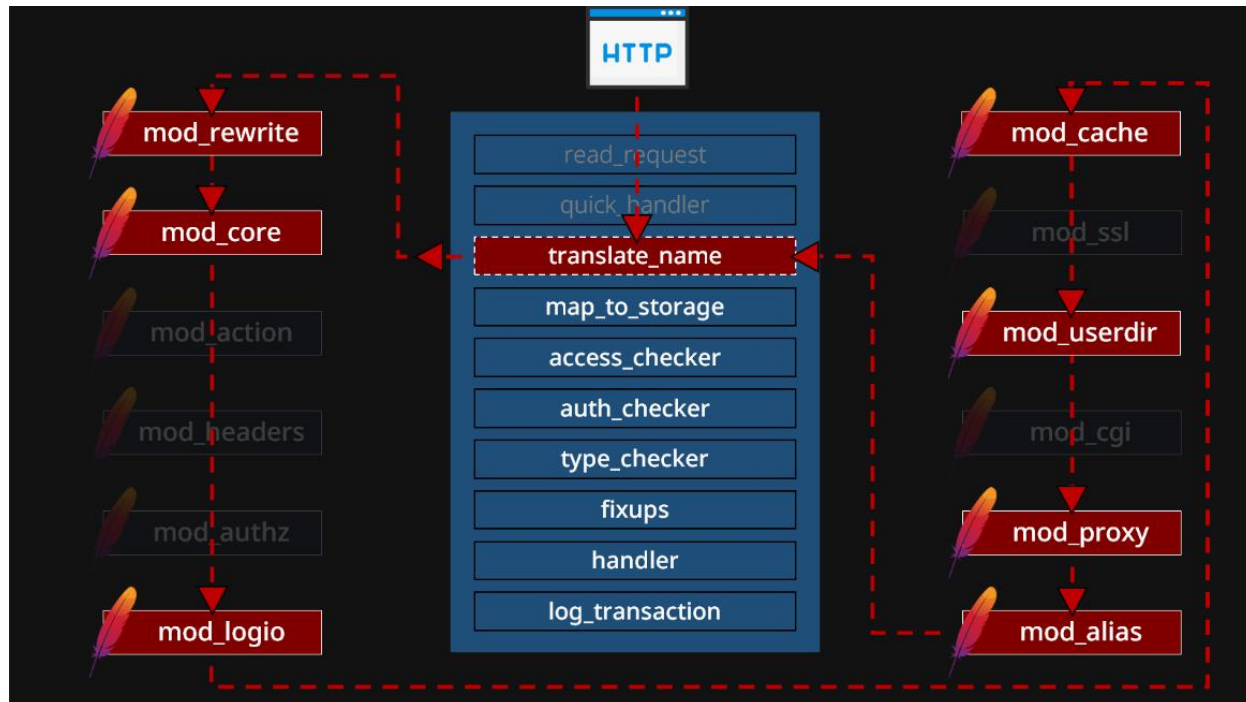 HTTP
mod_rewrite
mod_core
mod_action
mod_headers
mod_authz
mod_logio
read_request
quick_handler
translate_name
map_to_storage
access_checker
auth_checker
type_checker
fixups
handler
log_transaction
mod_cache
mod_ssl
mod_userdir
mod_cgi
mod_proxy
mod_alias